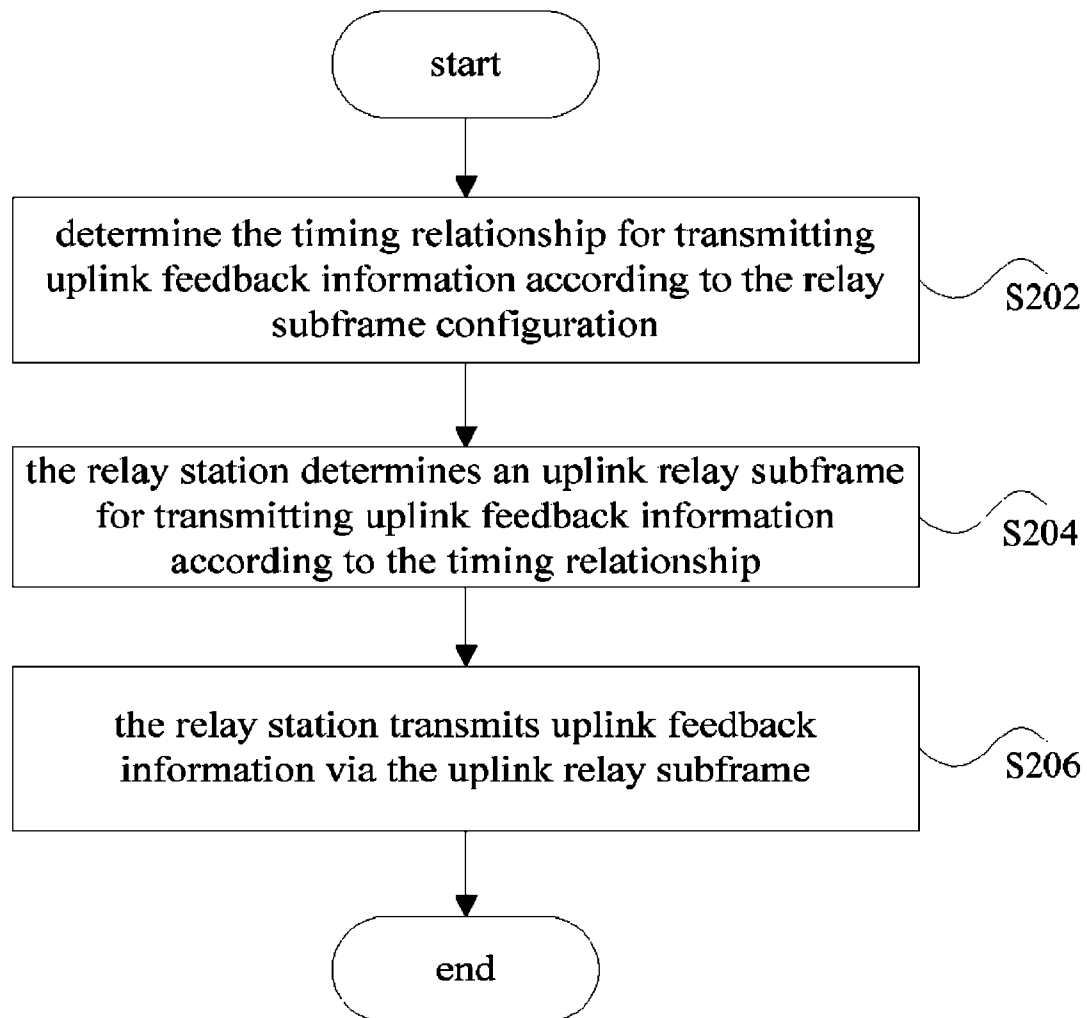 start
determine the timing relationship for transmitting
uplink feedback information according to the relay
subframe configuration
S202
the relay station determines an uplink relay subframe
for transmitting uplink feedback information
according to the timing relationship
S204
the relay station transmits uplink feedback
information via the uplink relay subframe
S206
end